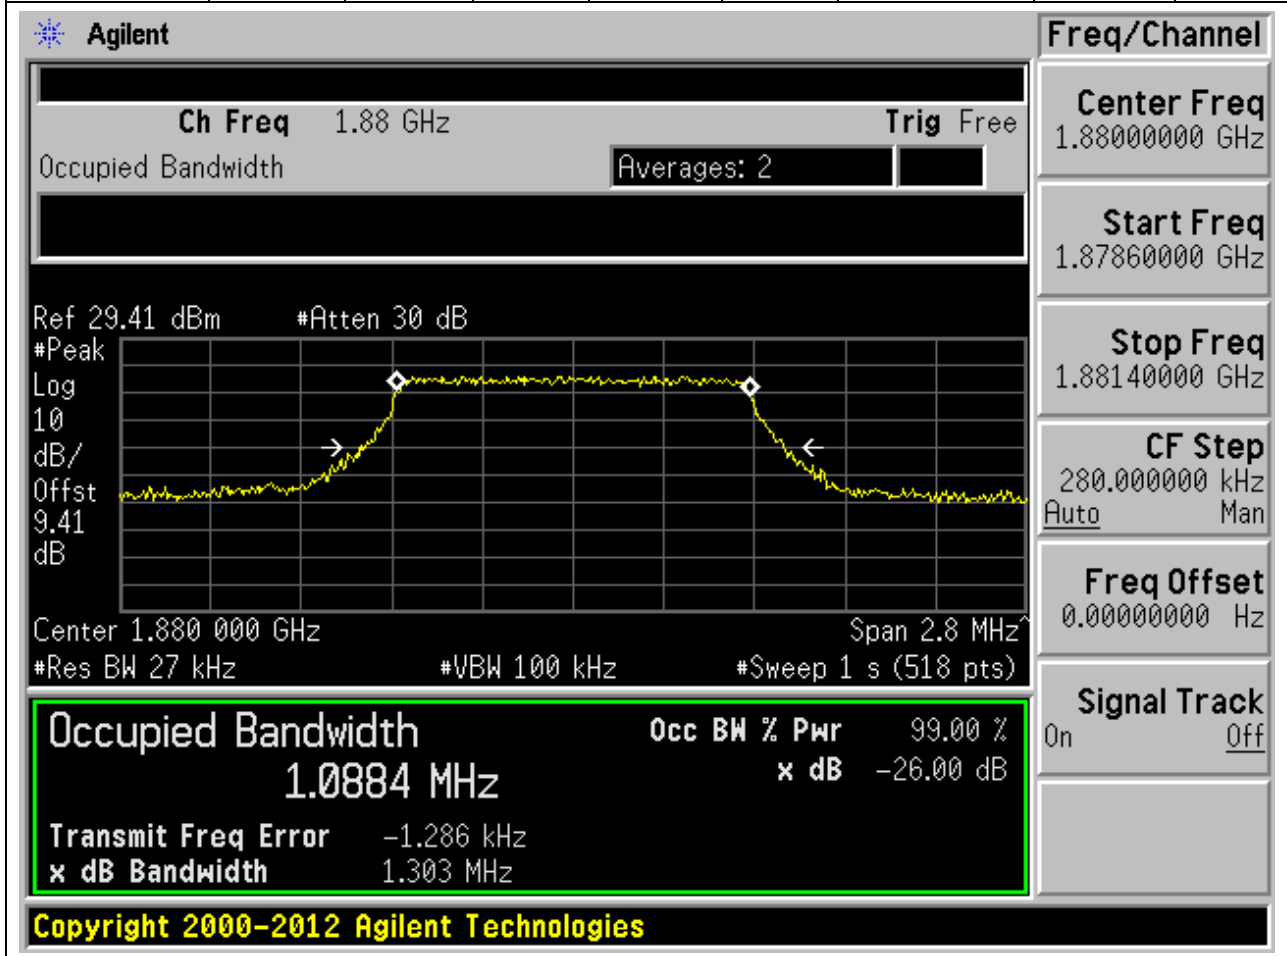 Agilent
Freq/Channel
Ch Freq 1.88 GHz Trig Free
Occupied Bandwidth Averages: 2
Center Freq
1.88000000 GHz
Start Freq
1.87860000 GHz
Stop Freq
1.88140000 GHz
CF Step
280.000000 kHz
Auto Man
Freq Offset
0.00000000 Hz
Signal Track
On Off
Ref 29.41 dBm #Atten 30 dB
#Peak
Log
10
dB/
Offst
9.41
dB
Center 1.880 000 GHz Span 2.8 MHz^
#Res BW 27 kHz #VBW 100 kHz #Sweep 1 s (518 pts)
Occupied Bandwidth Occ BW % Pwr 99.00 %
1.0884 MHz x dB -26.00 dB
Transmit Freq Error -1.286 kHz
x dB Bandwidth 1.303 MHz
Copyright 2000-2012 Agilent Technologies